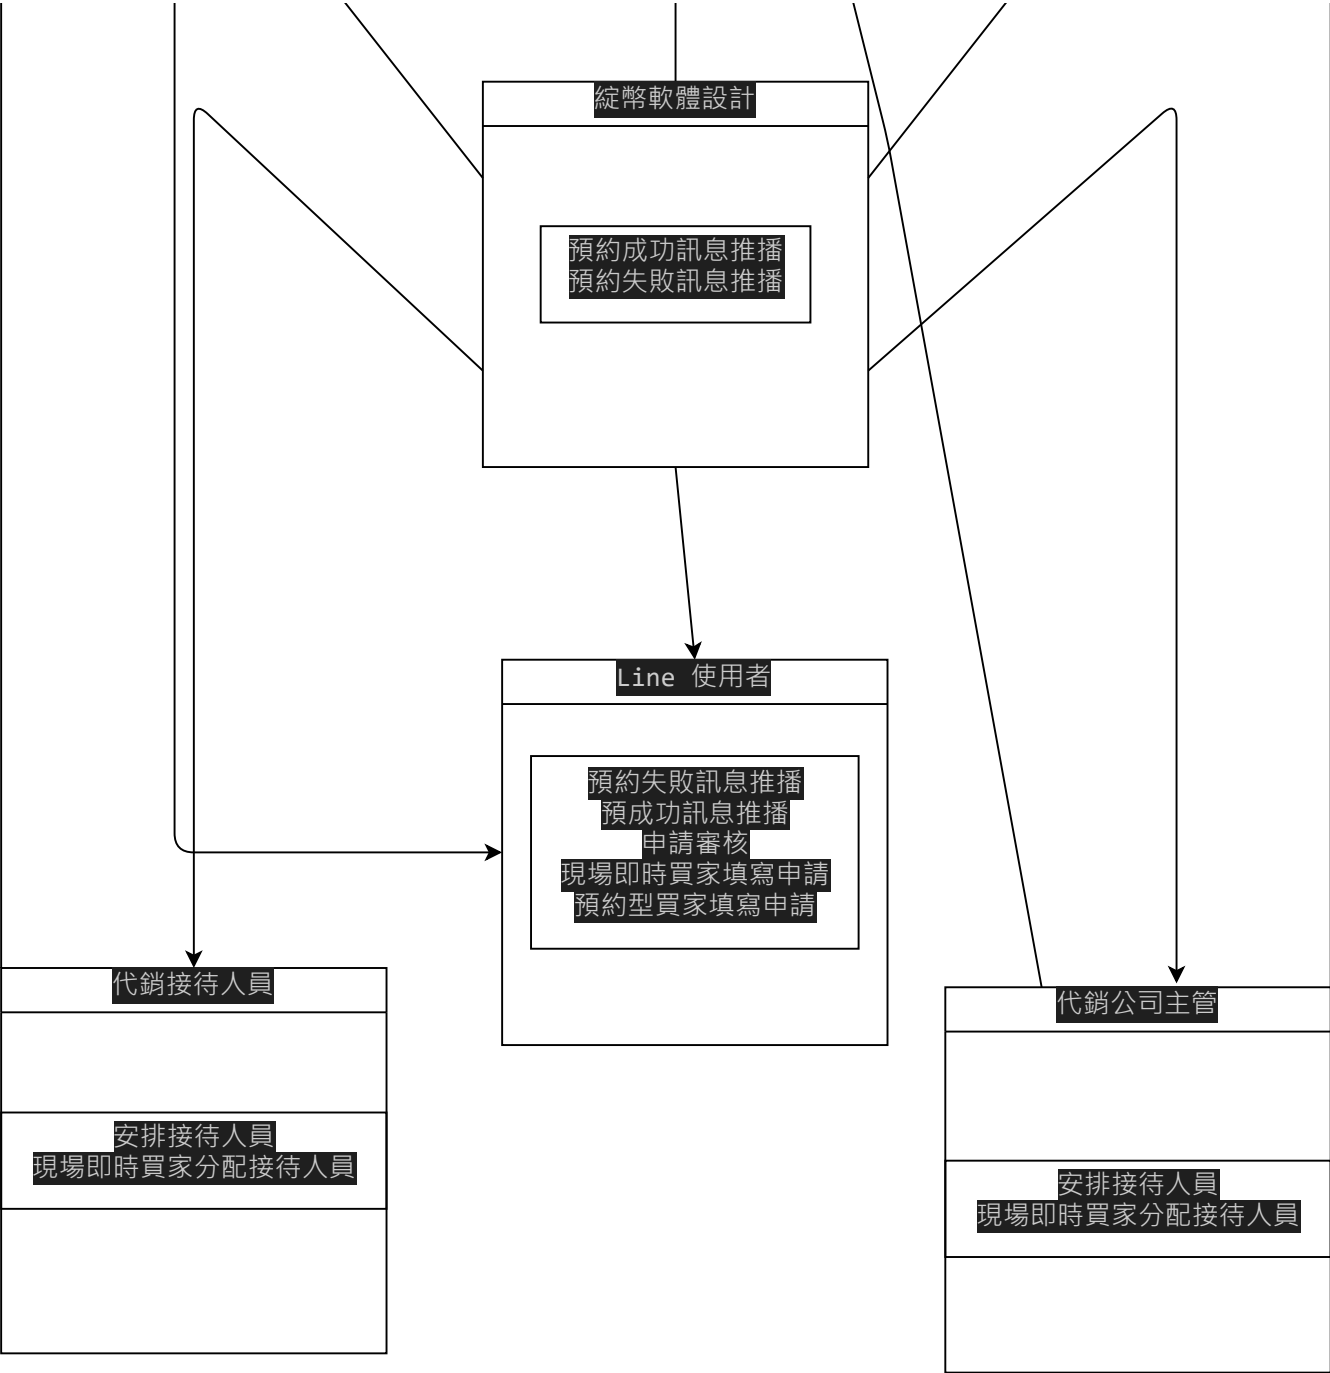 綻幣軟體設計
預約成功訊息推播
預約失敗訊息推播
Line 使用者
預約失敗訊息推播
預成功訊息推播
申請審核
現場即時買家填寫申請
預約型買家填寫申請
代銷接待人員
安排接待人員
現場即時買家分配接待人員
代銷公司主管
安排接待人員
現場即時買家分配接待人員